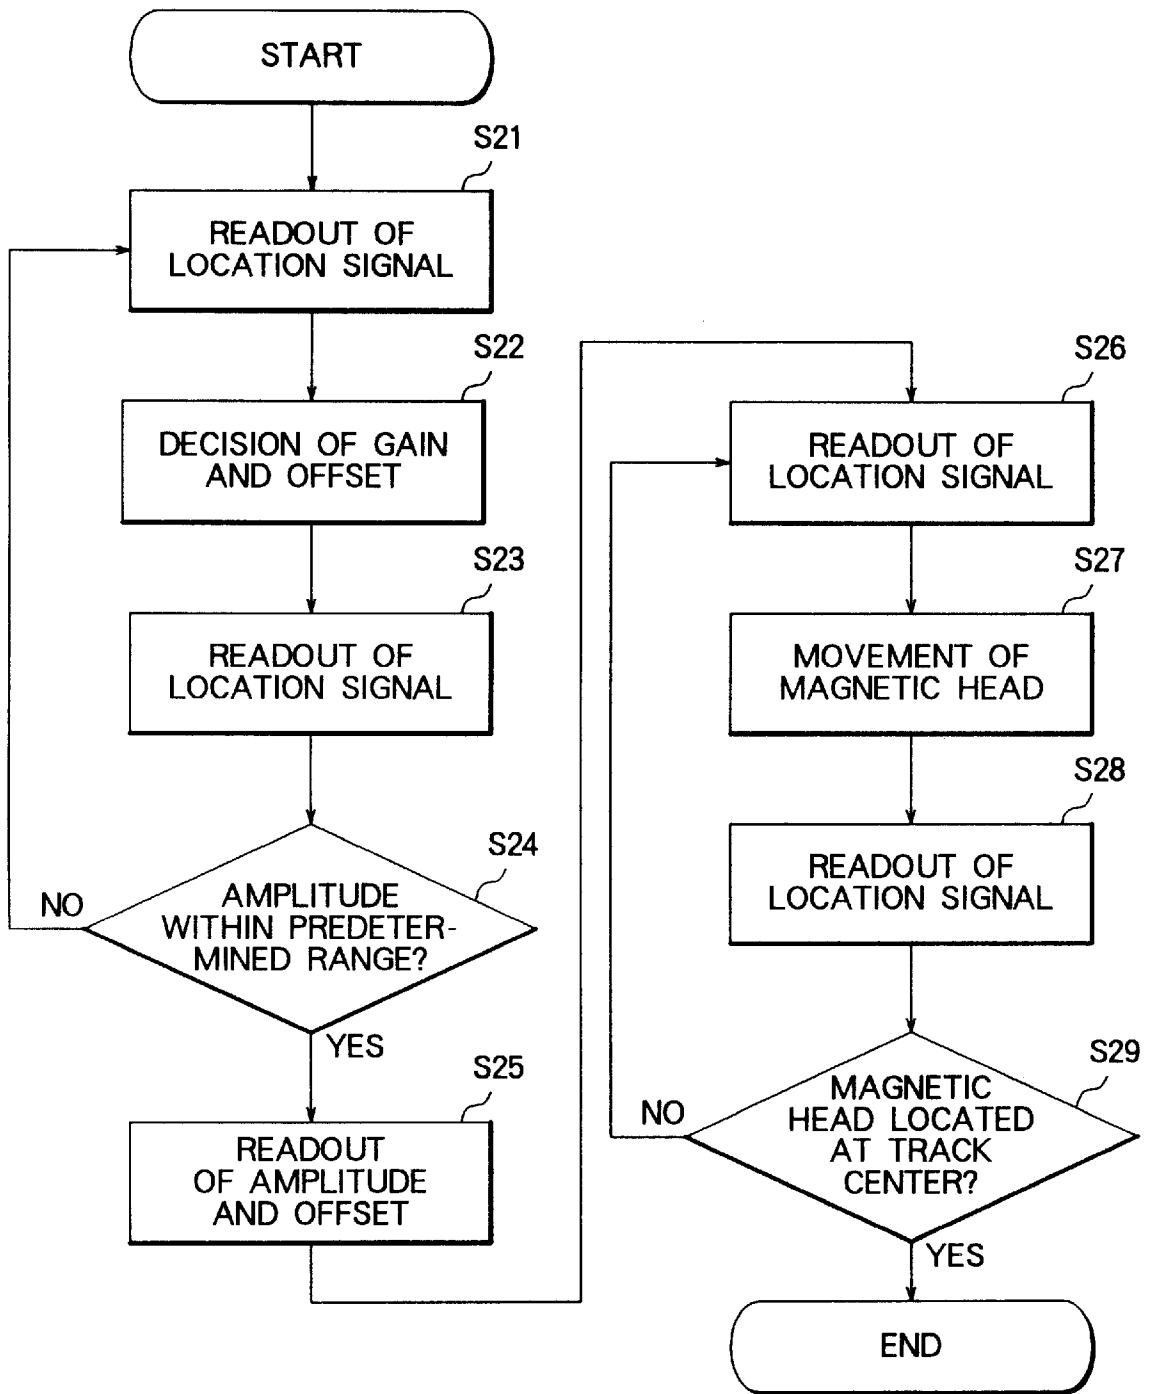 START
S21
READOUT OF
LOCATION SIGNAL
S22
DECISION OF GAIN
AND OFFSET
S23
READOUT OF
LOCATION SIGNAL
S24
AMPLITUDE
WITHIN PREDETER-
MINED RANGE?
NO
YES
S25
READOUT
OF AMPLITUDE
AND OFFSET
S26
READOUT OF
LOCATION SIGNAL
S27
MOVEMENT OF
MAGNETIC HEAD
S28
READOUT OF
LOCATION SIGNAL
S29
MAGNETIC
HEAD LOCATED
AT TRACK
CENTER?
NO
YES
END